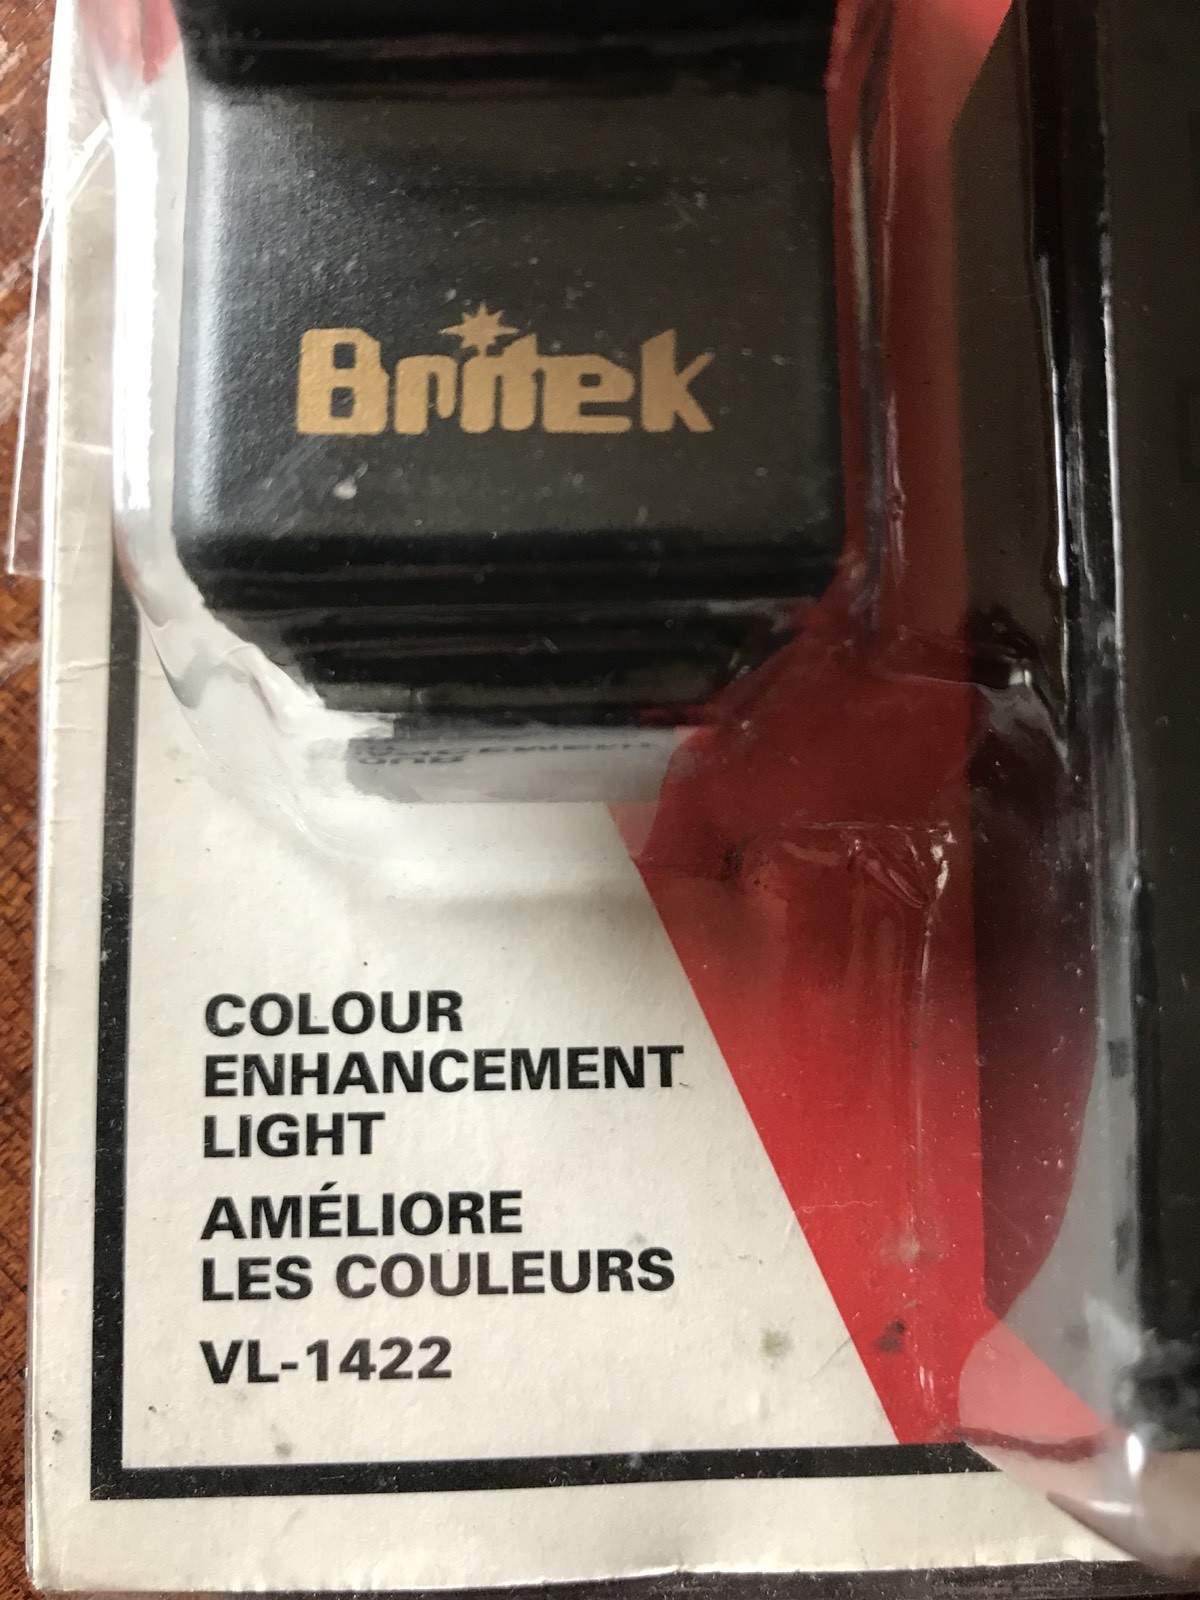 Britek
COLOUR
ENHANCEMENT
LIGHT
AMÉLIORE
LES COULEURS
VL-1422